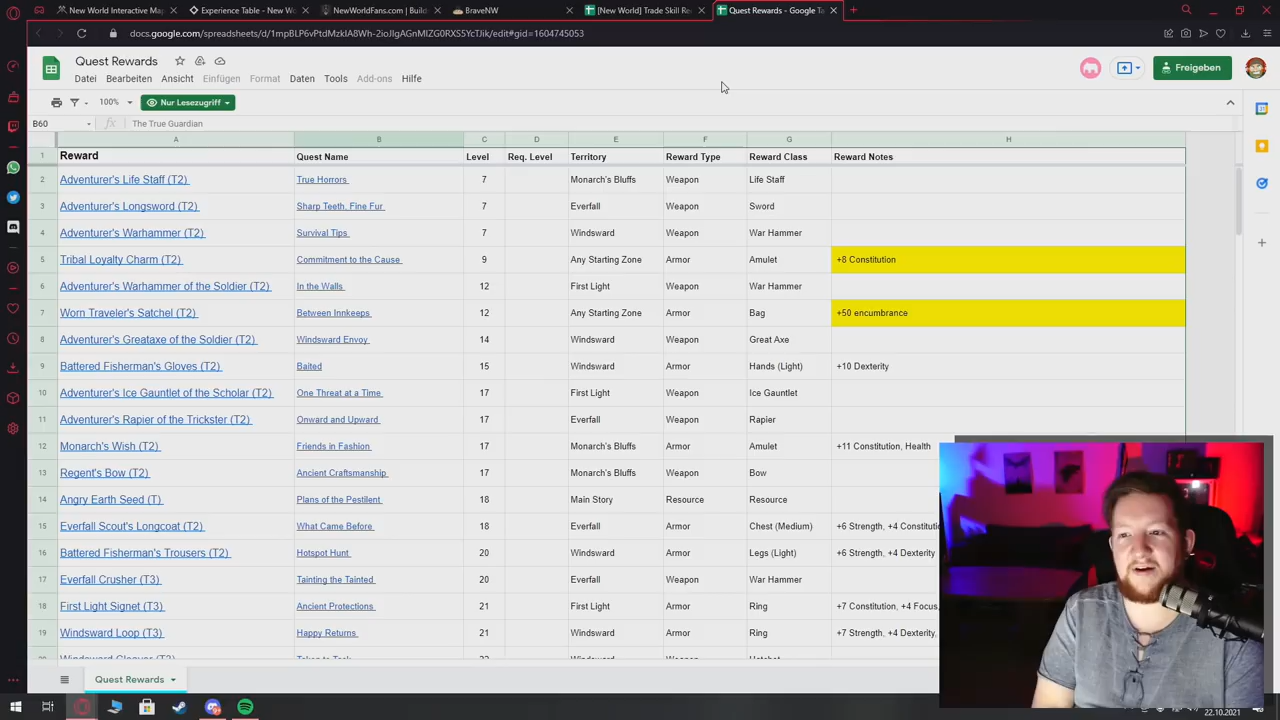 New World Interactive Map
Experience Table - New W
NewWorldFans.com | Build
BraveNW
[New World] Trade Skill Re
Quest Rewards - Google Te
docs.google.com/spreadsheets/d/
Quest Rewards
Freigeben
Datei Bearbeiten Ansicht Einfügen Format Daten Tools Add-ons Hilfe
100% Nur Lesezugriff
B60 fx The True Guardian
A B C D E F G H
1 Reward Quest Name Level Req. Level Territory Reward Type Reward Class Reward Notes
2 Adventurer's Life Staff (T2) True Horrors 7 Monarch's Bluffs Weapon Life Staff
3 Adventurer's Longsword (T2) Sharp Teeth, Fine Fur 7 Everfall Weapon Sword
4 Adventurer's Warhammer (T2) Survival Tips 7 Windsward Weapon War Hammer
5 Tribal Loyalty Charm (T2) Commitment to the Cause 9 Any Starting Zone Armor Amulet +8 Constitution
6 Adventurer's Warhammer of the Soldier (T2) In the Walls 12 First Light Weapon War Hammer
7 Worn Traveler's Satchel (T2) Between Innkeeps 12 Any Starting Zone Armor Bag +50 encumbrance
8 Adventurer's Greataxe of the Soldier (T2) Windsward Envoy 14 Windsward Weapon Great Axe
9 Battered Fisherman's Gloves (T2) Baited 15 Windsward Armor Hands (Light) +10 Dexterity
10 Adventurer's Ice Gauntlet of the Scholar (T2) One Threat at a Time 17 First Light Weapon Ice Gauntlet
11 Adventurer's Rapier of the Trickster (T2) Onward and Upward 17 Everfall Weapon Rapier
12 Monarch's Wish (T2) Friends in Fashion 17 Monarch's Bluffs Armor Amulet +11 Constitution, Health
13 Regent's Bow (T2) Ancient Craftsmanship 17 Monarch's Bluffs Weapon Bow
14 Angry Earth Seed (T) Plans of the Pestilent 18 Main Story Resource Resource
15 Everfall Scout's Longcoat (T2) What Came Before 18 Everfall Armor Chest (Medium) +6 Strength, +4 Constitutio
16 Battered Fisherman's Trousers (T2) Hotspot Hunt 20 Windsward Armor Legs (Light) +6 Strength, +4 Dexterity
17 Everfall Crusher (T3) Tainting the Tainted 20 Everfall Weapon War Hammer
18 First Light Signet (T3) Ancient Protections 21 First Light Armor Ring +7 Constitution, +4 Focus,
19 Windsward Loop (T3) Happy Returns 21 Windsward Armor Ring +7 Strength, +4 Dexterity,
Quest Rewards
22.10.2021